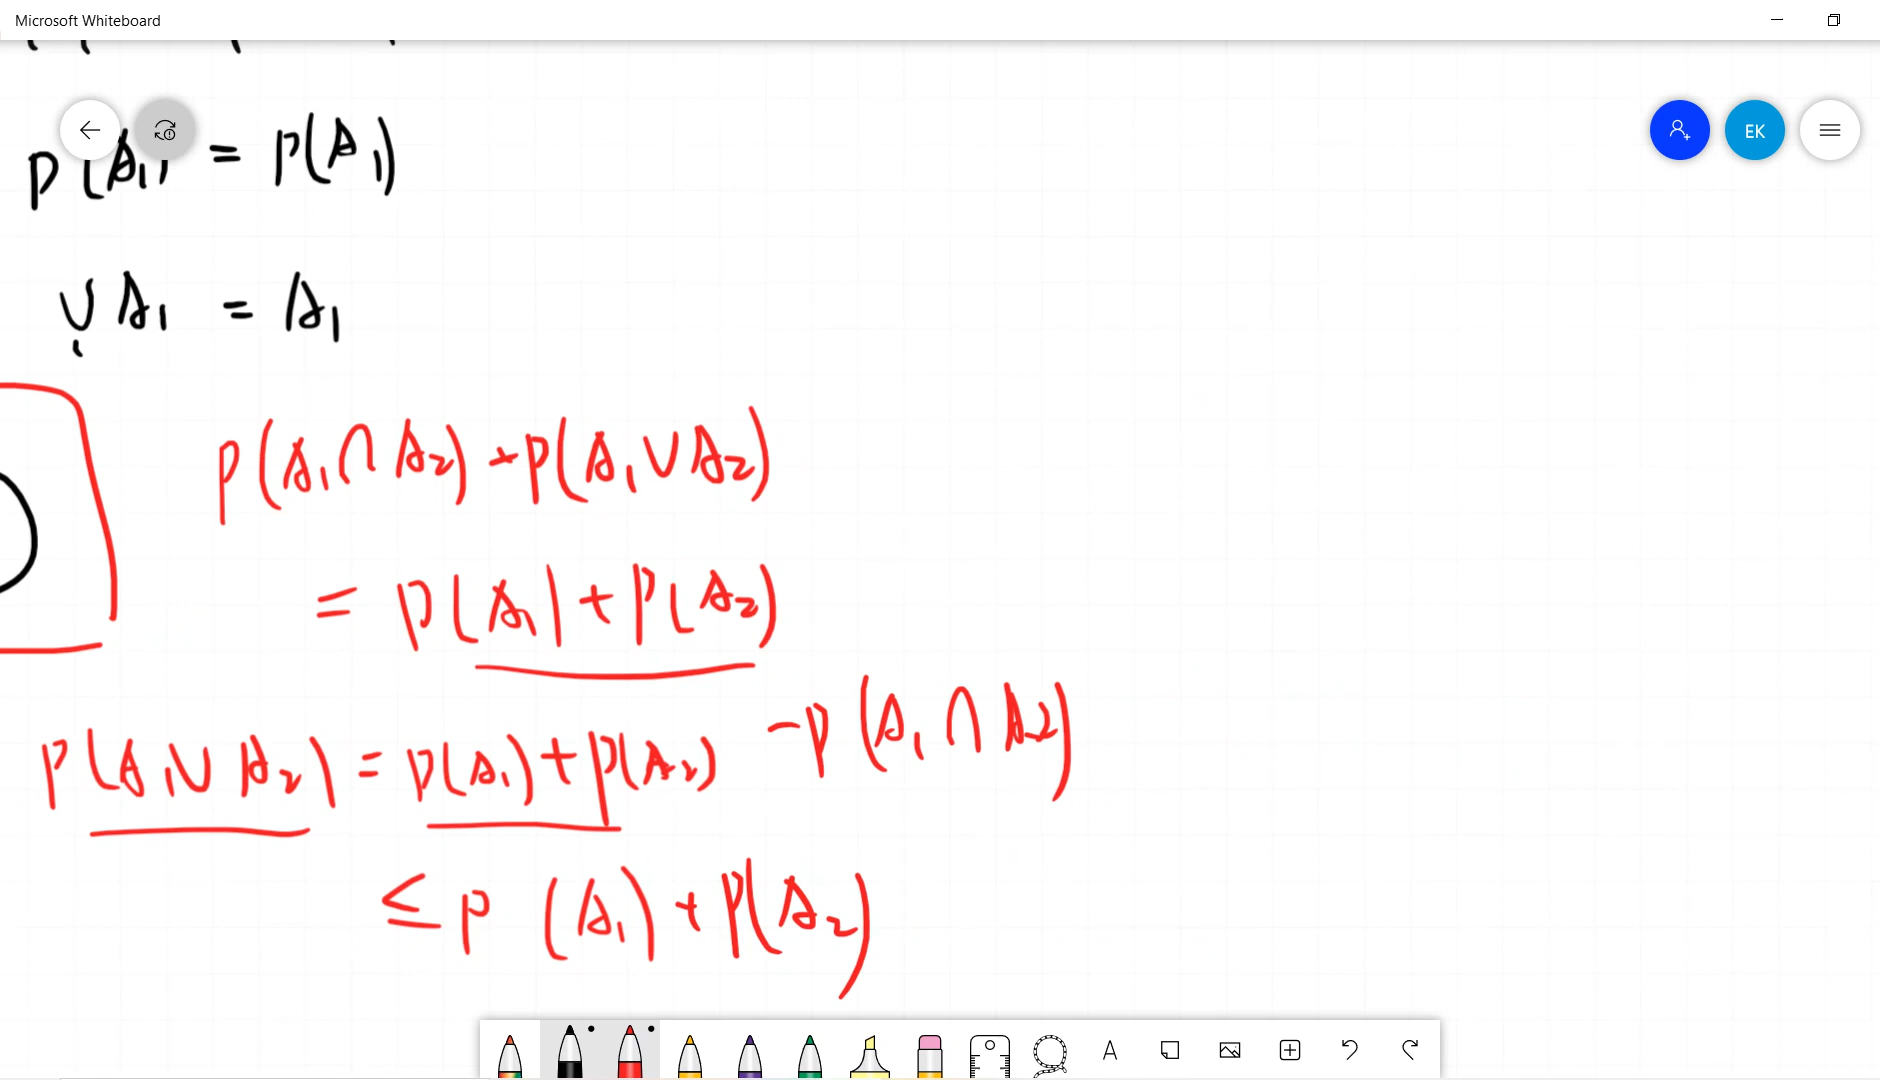 Microsoft Whiteboard
P(A₁) = P(A₁)
EK
∪ A₁ = A₁
P(A₁∩A₂) + P(A₁∪A₂)
= P(A₁) + P(A₂)
P(A₁∪A₂) = P(A₁) + P(A₂) - P(A₁∩A₂)
≤ P(A₁) + P(A₂)
A